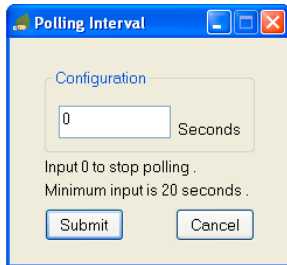 Polling Interval
Configuration
0
Seconds
Input 0 to stop polling .
Minimum input is 20 seconds .
Submit Cancel